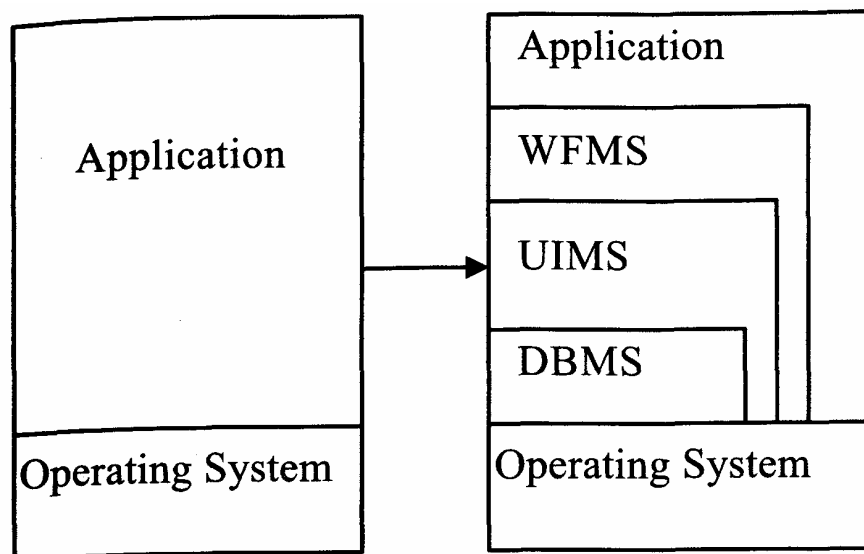 Application
Operating System
Application
WFMS
UIMS
DBMS
Operating System